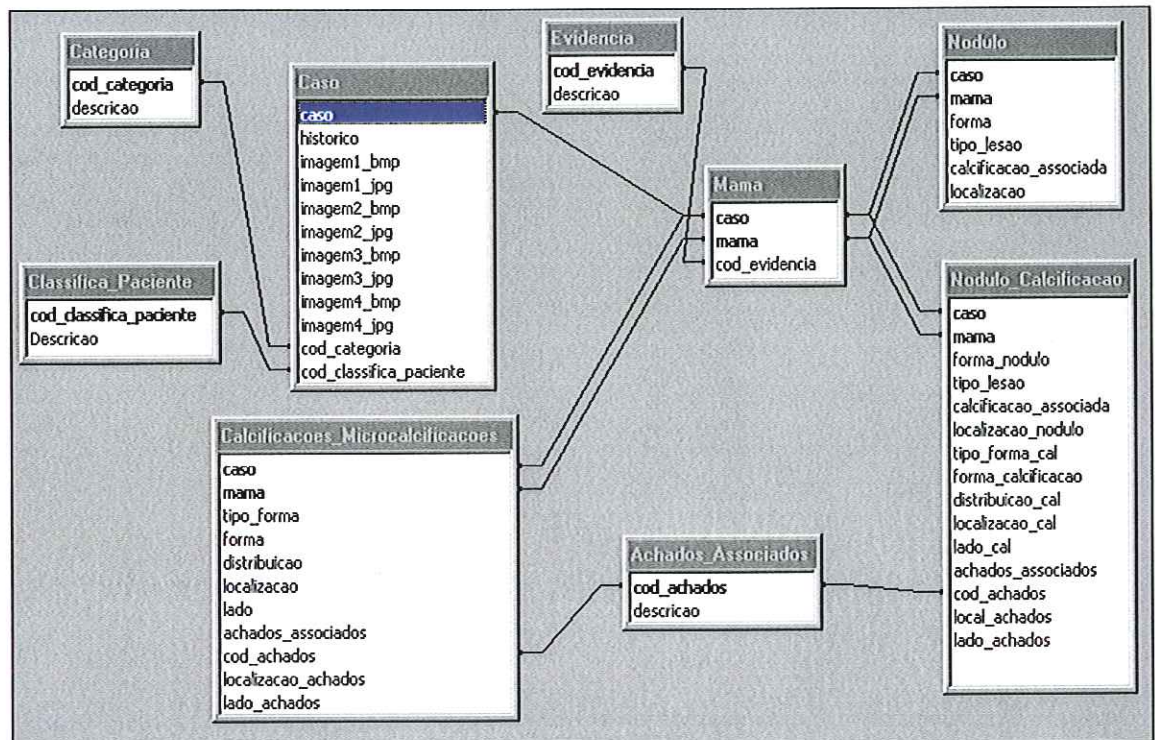 Categoria
cod_categoria
descricao
Classifica_Paciente
cod_classifica_paciente
Descricao
Caso
caso
historico
imagem1_bmp
imagem1_jpg
imagem2_bmp
imagem2_jpg
imagem3_bmp
imagem3_jpg
imagem4_bmp
imagem4_jpg
cod_categoria
cod_classifica_paciente
Evidencia
cod_evidencia
descricao
Mama
caso
mama
cod_evidencia
Nodulo
caso
mama
forma
tipo_lesao
calcificacao_associada
localizacao
Nodulo_Calcificacao
caso
mama
forma_nodulo
tipo_lesao
calcificacao_associada
localizacao_nodulo
tipo_forma_cal
forma_calcificacao
distribuicao_cal
localizacao_cal
lado_cal
achados_associados
cod_achados
local_achados
lado_achados
Calcificacoes_Microcalcificacoes
caso
mama
tipo_forma
forma
distribuicao
localizacao
lado
achados_associados
cod_achados
localizacao_achados
lado_achados
Achados_Associados
cod_achados
descricao